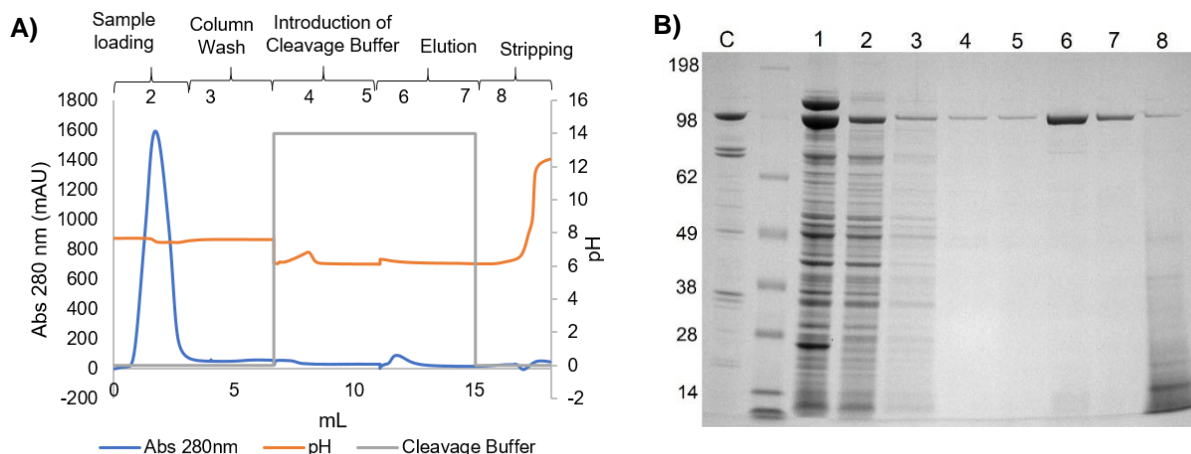 A)
Sample loading
Column Wash
Introduction of Cleavage Buffer
Elution
Stripping
2 3 4 5 6 7 8
1800
1600
1400
1200
1000
800
600
400
200
0
-200
Abs 280 nm (mAU)
0 5 10 15
mL
16
14
12
10
8
6
4
2
0
-2
pH
Abs 280nm pH Cleavage Buffer
B)
C 1 2 3 4 5 6 7 8
198
98
62
49
38
28
14